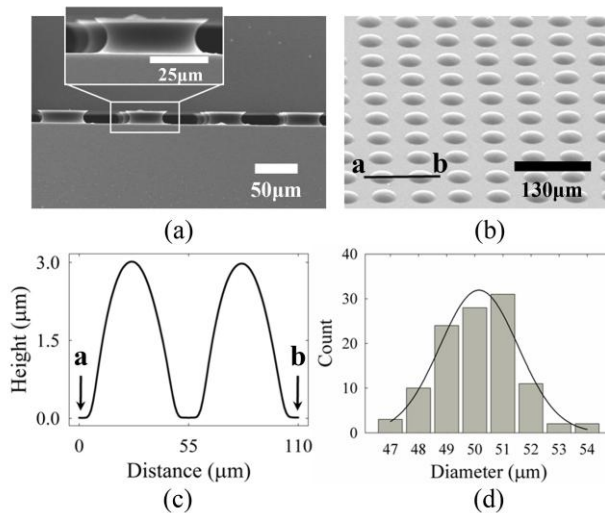 25μm
50μm
(a)
a b
130μm
(b)
3.0
1.5
0.0
Height (μm)
a b
0 55 110
Distance (μm)
(c)
40
30
20
10
0
Count
47 48 49 50 51 52 53 54
Diameter (μm)
(d)